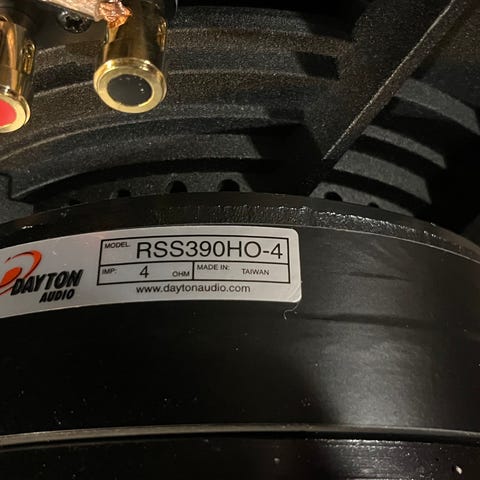 DAYTON
AUDIO
MODEL RSS390HO-4
IMP: 4 OHM MADE IN: TAIWAN
www.daytonaudio.com